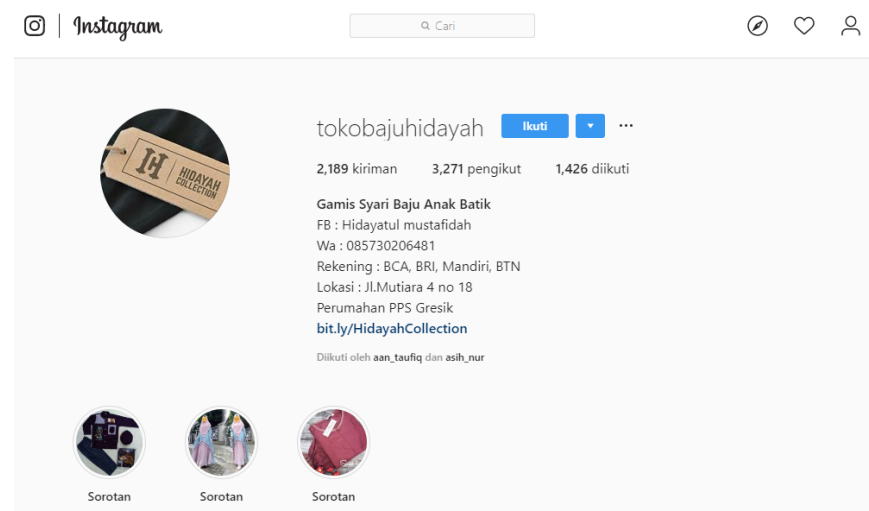 Instagram
Cari
H HIDAYAH
COLLECTION
tokobajuhidayah Ikuti
2,189 kiriman 3,271 pengikut 1,426 diikuti
Gamis Syari Baju Anak Batik
FB : Hidayatul mustafidah
Wa : 085730206481
Rekening : BCA, BRI, Mandiri, BTN
Lokasi : Jl.Mutiara 4 no 18
Perumahan PPS Gresik
bit.ly/HidayahCollection
Diikuti oleh aan_taufiq dan asih_nur
Sorotan Sorotan Sorotan